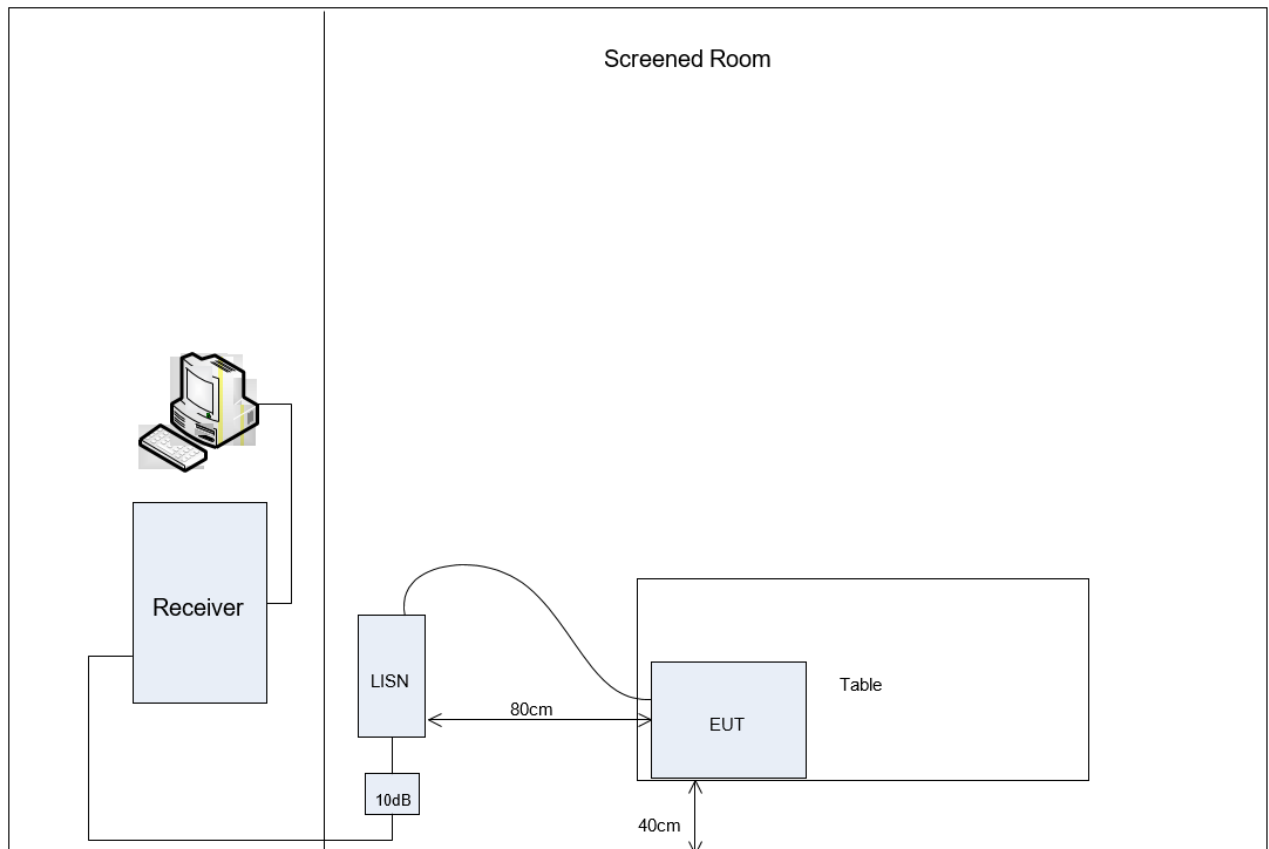 Screened Room
Receiver
LISN
80cm
Table
EUT
10dB
40cm